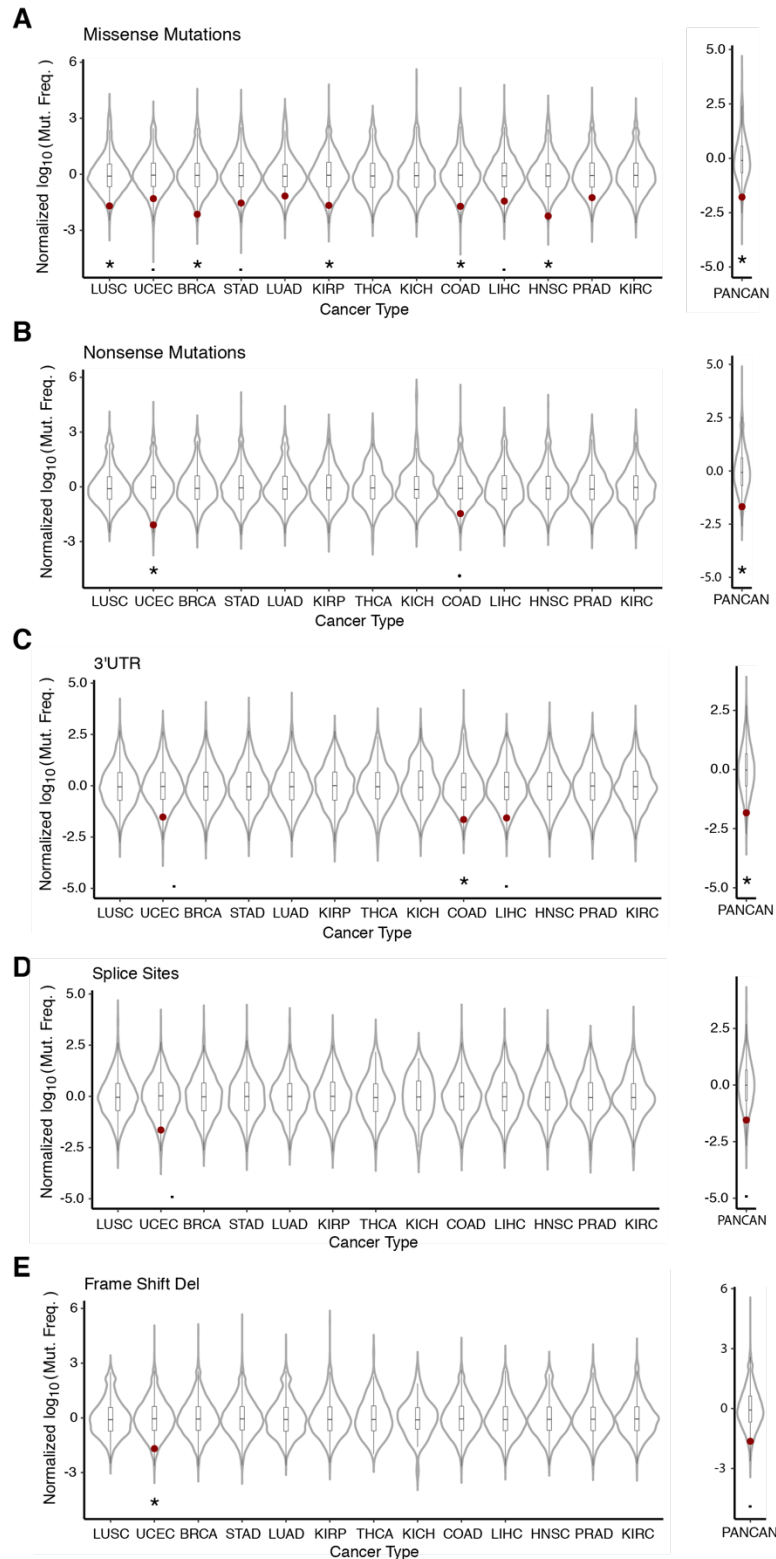 A
Missense Mutations
Normalized log10 (Mut. Freq. )
6
3
0
-3
* . * . * * . *
LUSC UCEC BRCA STAD LUAD KIRP THCA KICH COAD LIHC HNSC PRAD KIRC
Cancer Type
5.0
2.5
0.0
-2.5
-5.0
*
PANCAN
B
Nonsense Mutations
Normalized log10 (Mut. Freq. )
6
3
0
-3
* .
LUSC UCEC BRCA STAD LUAD KIRP THCA KICH COAD LIHC HNSC PRAD KIRC
Cancer Type
5.0
2.5
0.0
-2.5
-5.0
*
PANCAN
C
3'UTR
Normalized log10 (Mut. Freq. )
5.0
2.5
0.0
-2.5
-5.0
. * .
LUSC UCEC BRCA STAD LUAD KIRP THCA KICH COAD LIHC HNSC PRAD KIRC
Cancer Type
2.5
0.0
-2.5
-5.0
*
PANCAN
D
Splice Sites
Normalized log10 (Mut. Freq. )
5.0
2.5
0.0
-2.5
-5.0
.
LUSC UCEC BRCA STAD LUAD KIRP THCA KICH COAD LIHC HNSC PRAD KIRC
Cancer Type
2.5
0.0
-2.5
-5.0
.
PANCAN
E
Frame Shift Del
Normalized log10 (Mut. Freq. )
6
3
0
-3
*
LUSC UCEC BRCA STAD LUAD KIRP THCA KICH COAD LIHC HNSC PRAD KIRC
Cancer Type
6
3
0
-3
.
PANCAN